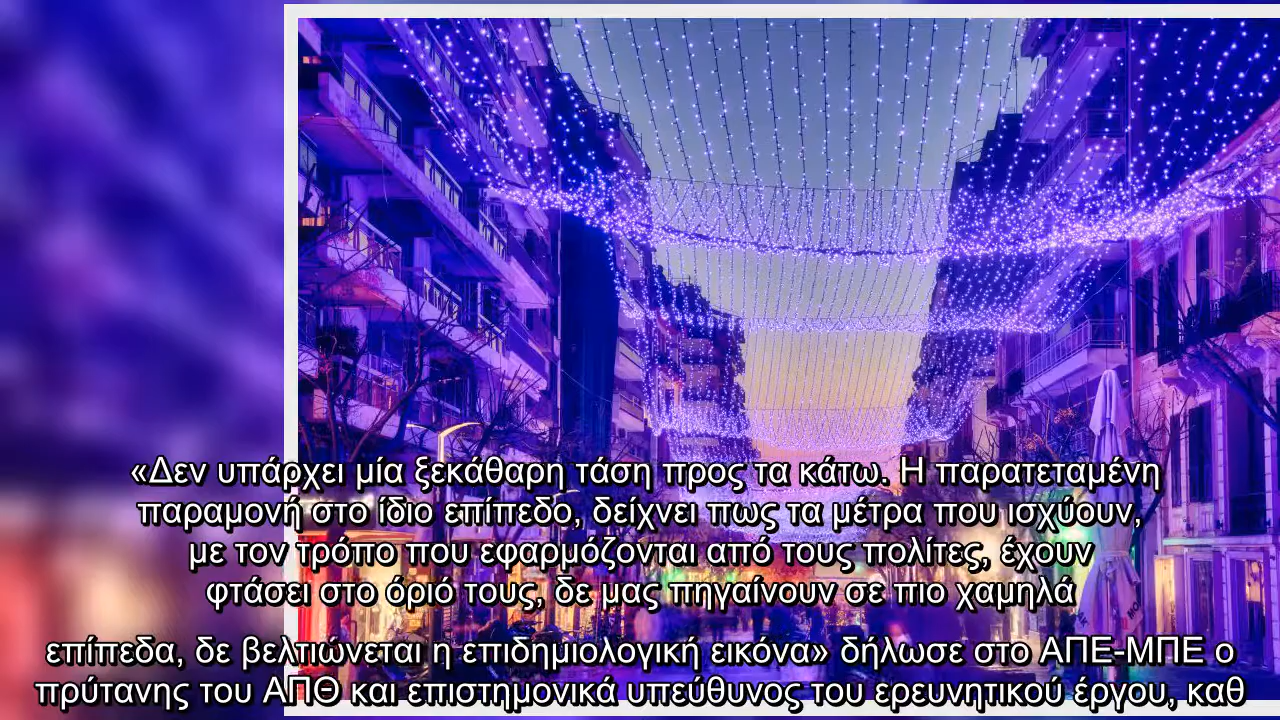 «Δεν υπάρχει μία ξεκάθαρη τάση προς τα κάτω. Η παρατεταμένη
παραμονή στο ίδιο επίπεδο, δείχνει πως τα μέτρα που ισχύουν,
με τον τρόπο που εφαρμόζονται από τους πολίτες, έχουν
φτάσει στο όριό τους, δε μας πηγαίνουν σε πιο χαμηλά
επίπεδα, δε βελτιώνεται η επιδημιολογική εικόνα» δήλωσε στο ΑΠΕ-ΜΠΕ ο
πρύτανης του ΑΠΘ και επιστημονικά υπεύθυνος του ερευνητικού έργου, καθ